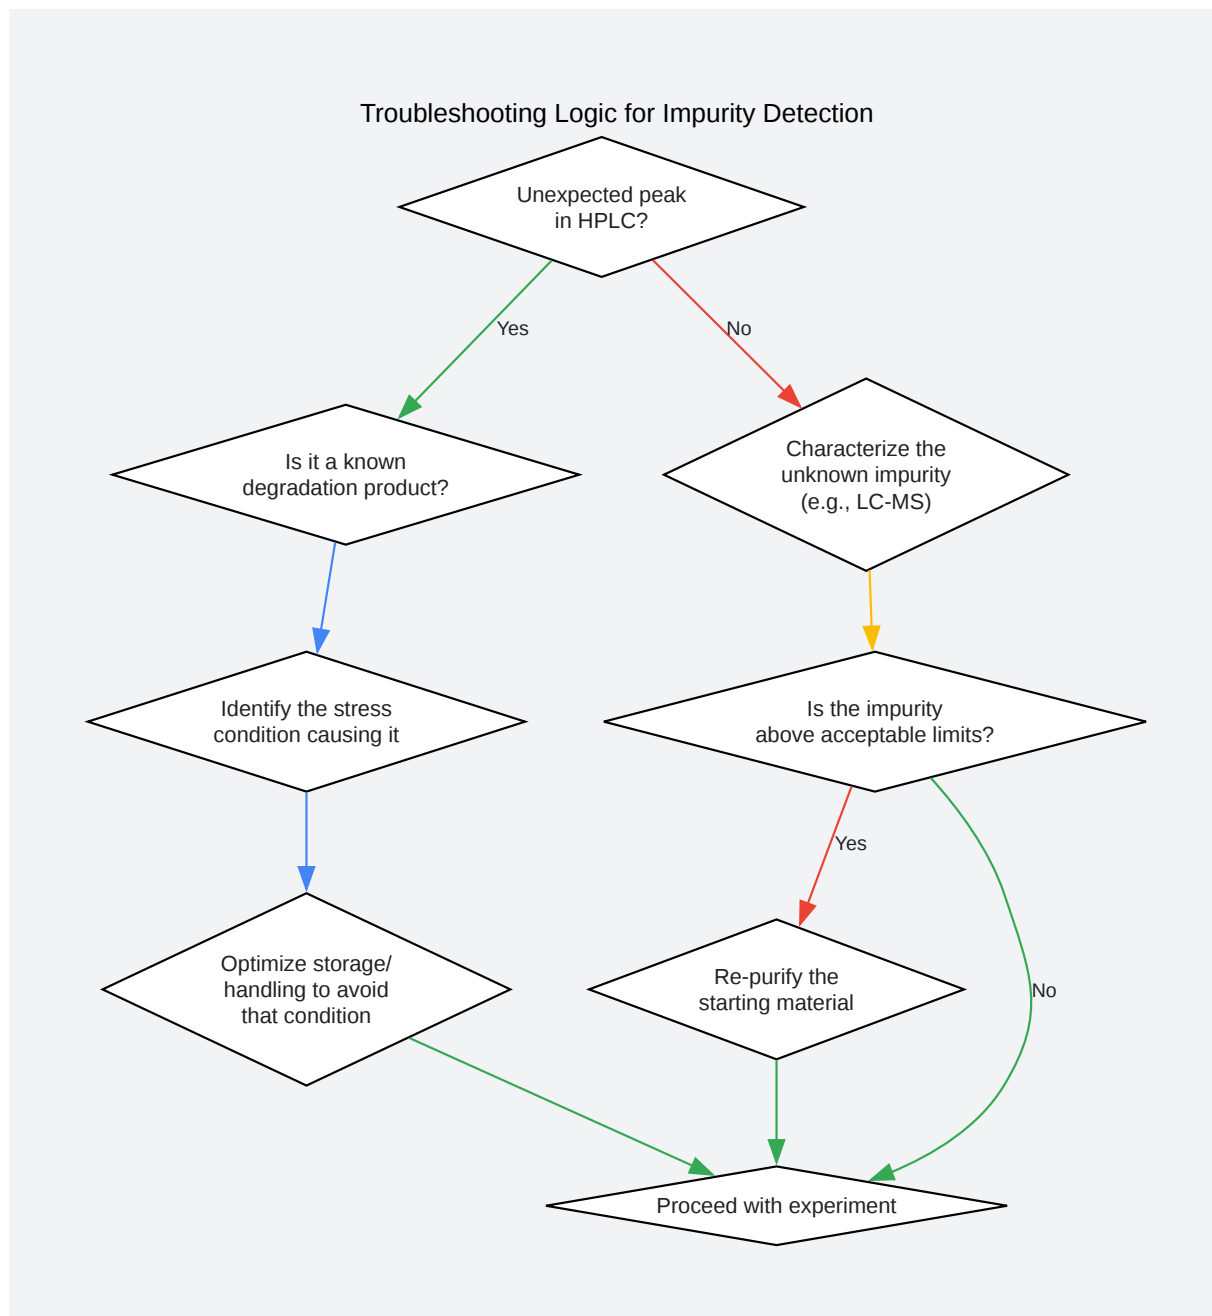 Troubleshooting Logic for Impurity Detection
Unexpected peak
in HPLC?
Yes
No
Is it a known
degradation product?
Characterize the
unknown impurity
(e.g., LC-MS)
Identify the stress
condition causing it
Is the impurity
above acceptable limits?
Yes
Optimize storage/
handling to avoid
that condition
Re-purify the
starting material
No
Proceed with experiment